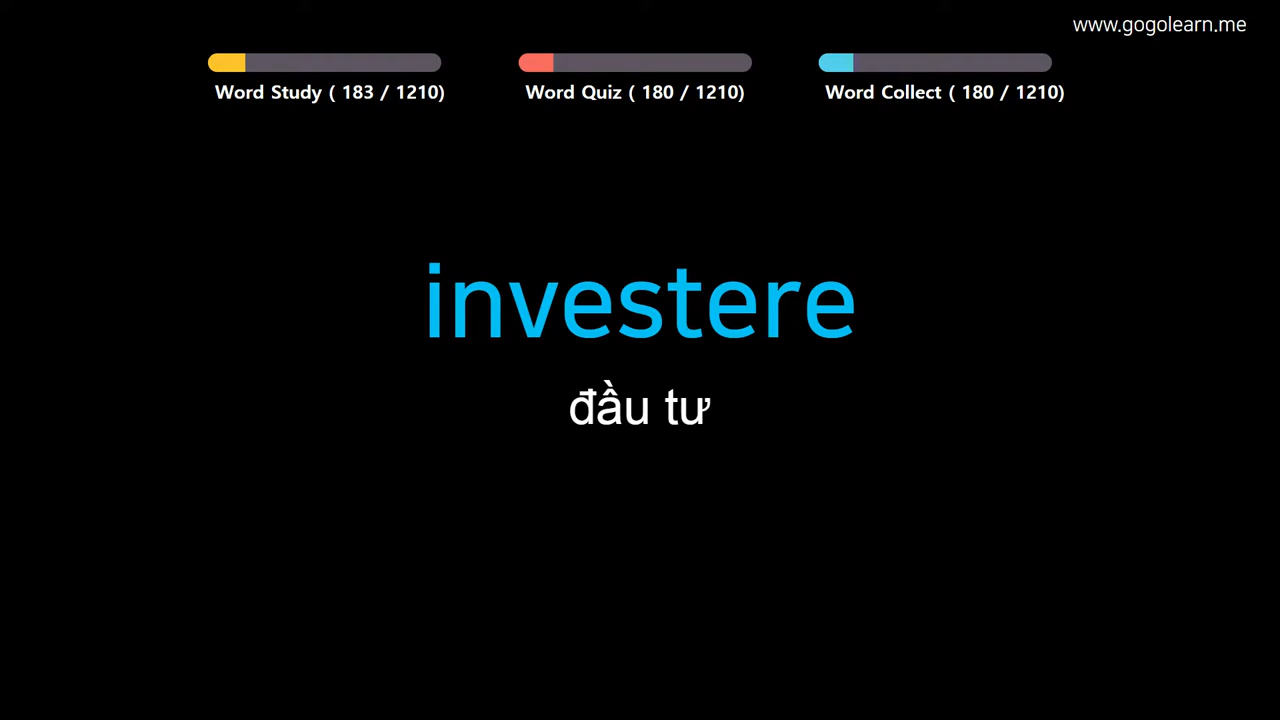 www.gogolearn.me
Word Study ( 183 / 1210)
Word Quiz ( 180 / 1210)
Word Collect ( 180 / 1210)
investere
đầu tư